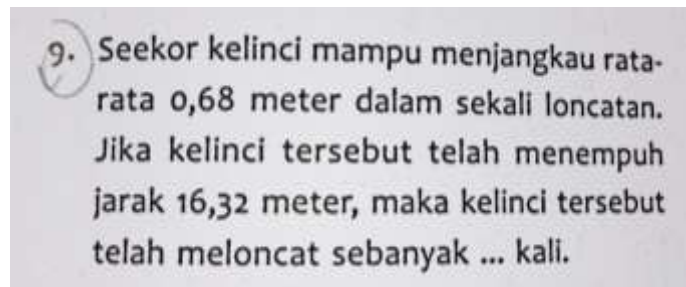 9. Seekor kelinci mampu menjangkau rata-
rata 0,68 meter dalam sekali loncatan.
Jika kelinci tersebut telah menempuh
jarak 16,32 meter, maka kelinci tersebut
telah meloncat sebanyak ... kali.